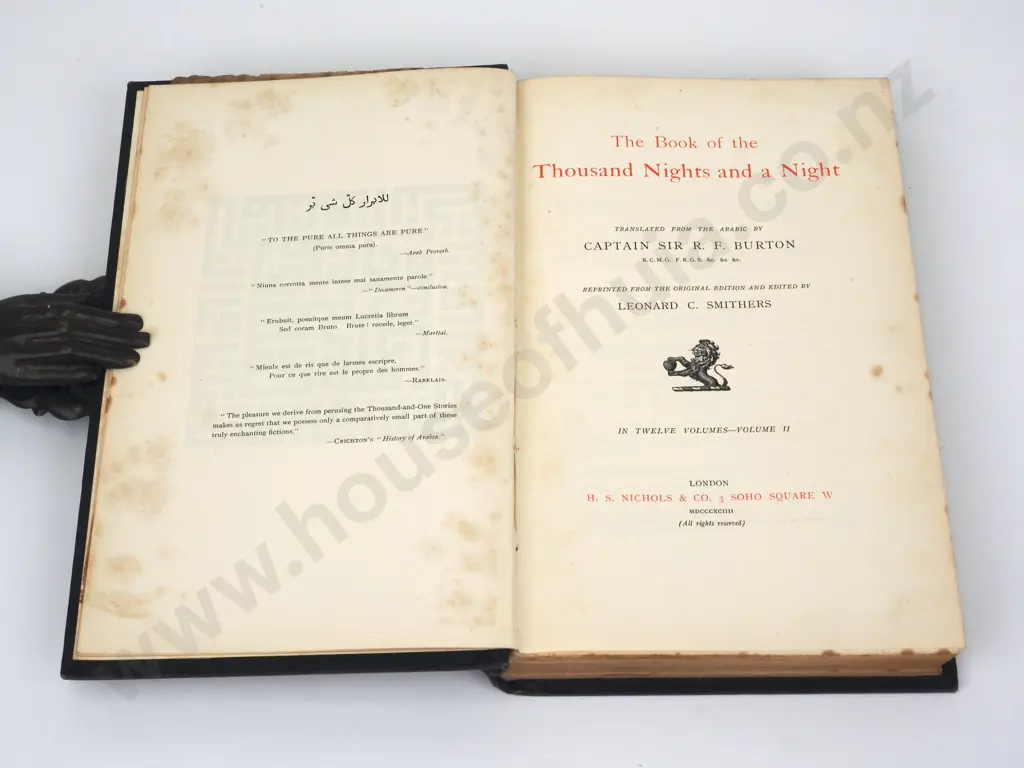 للابرار كلّ شى تبر
"TO THE PURE ALL THINGS ARE PURE"
(Puris omnia pura).
—Arab Proverb.
"Niuna corrotta mente intese mai sanamente parole."
—"Decameron"—conclusion.
"Erubuit, posuitque meum Lucretia librum
Sed coram Bruto. Brute! recede, leget."
—Martial.
"Mieulx est de ris que de larmes escripre,
Pour ce que rire est le propre des hommes."
—RABELAIS.
"The pleasure we derive from perusing the Thousand-and-One Stories
makes us regret that we possess only a comparatively small part of these
truly enchanting fictions."
—CRICHTON'S "History of Arabia."
The Book of the
Thousand Nights and a Night
TRANSLATED FROM THE ARABIC BY
CAPTAIN SIR R. F. BURTON
K.C.M.G. F.R.G.S. &c. &c. &c.
REPRINTED FROM THE ORIGINAL EDITION AND EDITED BY
LEONARD C. SMITHERS
IN TWELVE VOLUMES—VOLUME II
LONDON
H. S. NICHOLS & CO. 3 SOHO SQUARE W
MDCCCXCIIII
(All rights reserved)
www.houseofhuia.co.nz